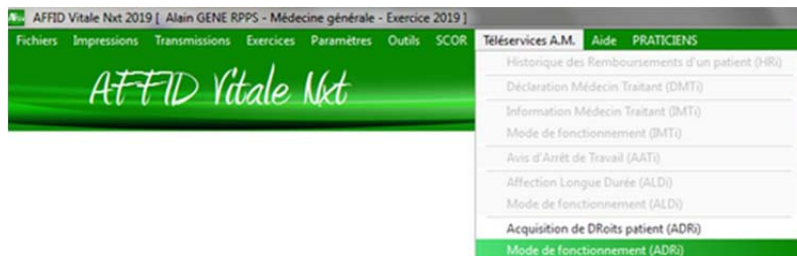 AFFID Vitale Nxt 2019 [ Alain GENE RPPS - Médecine générale - Exercice 2019 ]
Fichiers Impressions Transmissions Exercices Paramètres Outils SCOR Téléservices A.M. Aide PRATICIENS
AFFID Vitale Nxt
Historique des Remboursements d'un patient (HRi)
Déclaration Médecin Traitant (DMTi)
Information Médecin Traitant (IMTi)
Mode de fonctionnement (IMTi)
Avis d'Arrêt de Travail (AATi)
Affection Longue Durée (ALDi)
Mode de fonctionnement (ALDi)
Acquisition de DRoits patient (ADRi)
Mode de fonctionnement (ADRi)